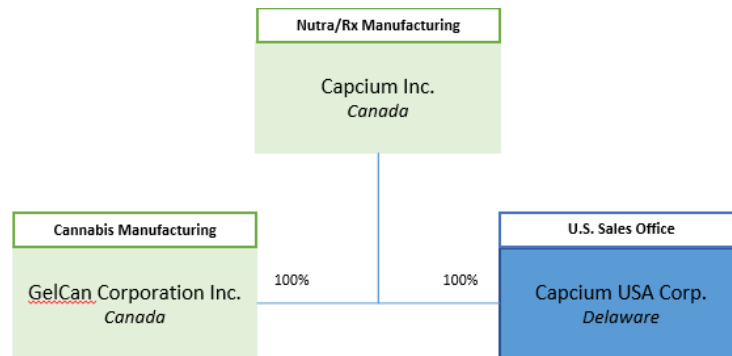 Nutra/Rx Manufacturing
Capcium Inc.
Canada
Cannabis Manufacturing
GelCan Corporation Inc.
Canada
100%
100%
U.S. Sales Office
Capcium USA Corp.
Delaware